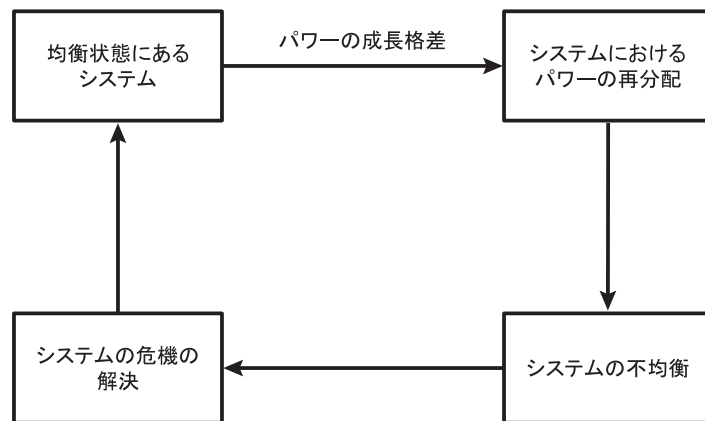 均衡状態にある
システム
パワーの成長格差
システムにおける
パワーの再分配
システムの危機の
解決
システムの不均衡